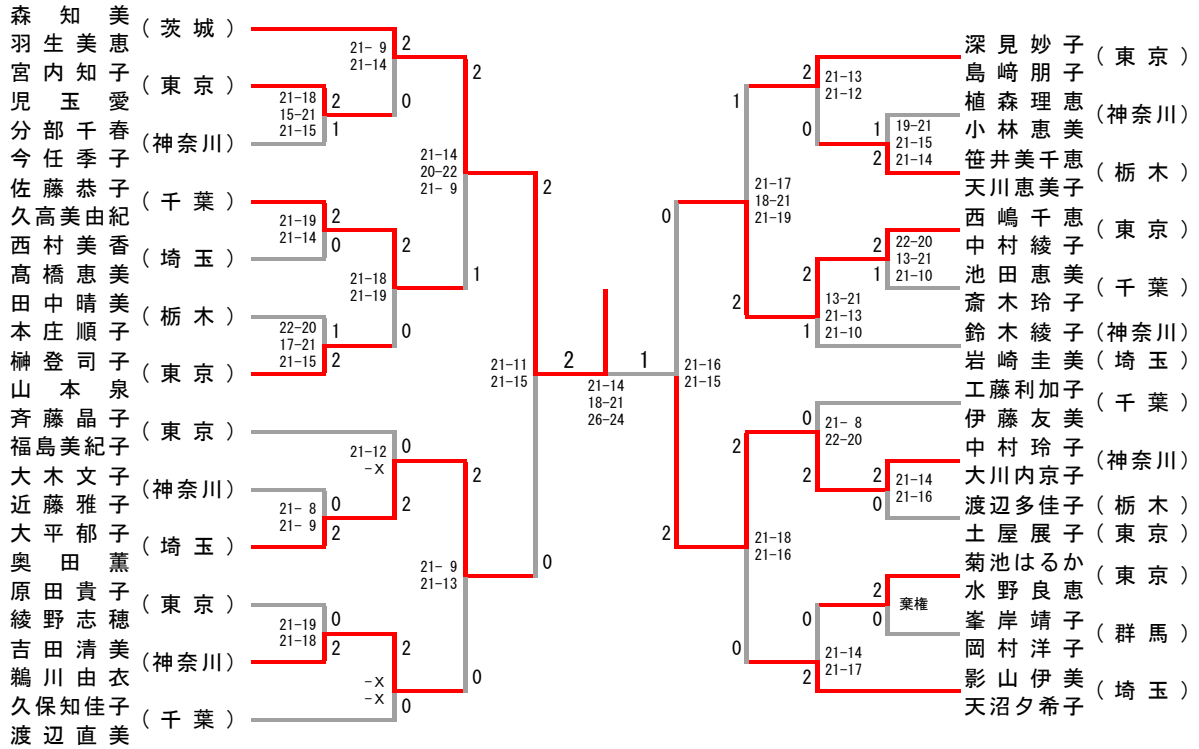 森知美
羽生美恵
(茨城)
宮内知子
児玉愛
(東京)
分部千春
今任季子
(神奈川)
佐藤恭子
久高美由紀
(千葉)
西村美香
髙橋恵美
(埼玉)
田中晴美
本庄順子
(栃木)
榊登司子
山本泉
(東京)
斉藤晶子
福島美紀子
(東京)
大木文子
近藤雅子
(神奈川)
大平郁子
奥田薫
(埼玉)
原田貴子
綾野志穂
(東京)
吉田清美
鵜川由衣
(神奈川)
久保知佳子
渡辺直美
(千葉)
21-18
15-21
21-15
2
1
21-19
21-14
2
0
22-20
17-21
21-15
1
2
21-8
21-9
0
2
21-19
21-18
0
2
21-9
21-14
2
0
21-18
21-19
2
0
21-12
-X
0
2
-X
-X
2
0
21-14
20-22
21-9
2
1
21-9
21-13
2
0
21-11
21-15
2
0
2
1
21-14
18-21
26-24
21-16
21-15
0
2
21-17
18-21
21-19
1
2
21-18
21-16
2
0
21-13
21-12
2
0
13-21
21-13
21-10
2
1
21-8
22-20
0
2
21-14
21-17
2
19-21
21-15
21-14
1
2
22-20
13-21
21-10
2
1
21-14
21-16
2
0
棄権
2
0
深見妙子
島﨑朋子
(東京)
植森理恵
小林恵美
(神奈川)
笹井美千恵
天川恵美子
(栃木)
西嶋千恵
中村綾子
(東京)
池田恵美
斎木玲子
(千葉)
鈴木綾子(神奈川)
岩崎圭美(埼玉)
工藤利加子
伊藤友美
(千葉)
中村玲子
大川内京子
(神奈川)
渡辺多佳子(栃木)
土屋展子(東京)
菊池はるか
水野良恵
(東京)
峯岸靖子
岡村洋子
(群馬)
影山伊美
天沼夕希子
(埼玉)